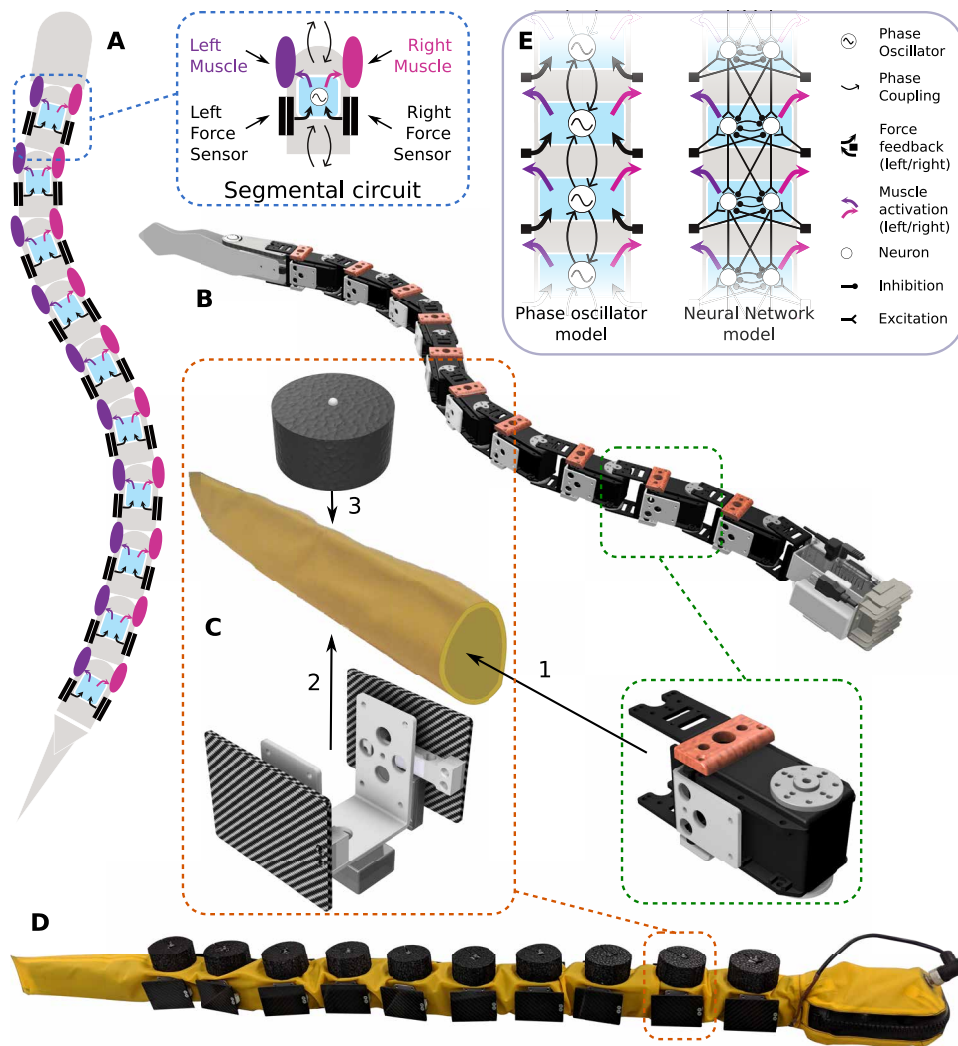 A
Left
Muscle
Right
Muscle
Left
Force
Sensor
Right
Force
Sensor
Segmental circuit
E
Phase oscillator
model
Neural Network
model
Phase
Oscillator
Phase
Coupling
Force
feedback
(left/right)
Muscle
activation
(left/right)
Neuron
Inhibition
Excitation
B
3
C
2
1
D